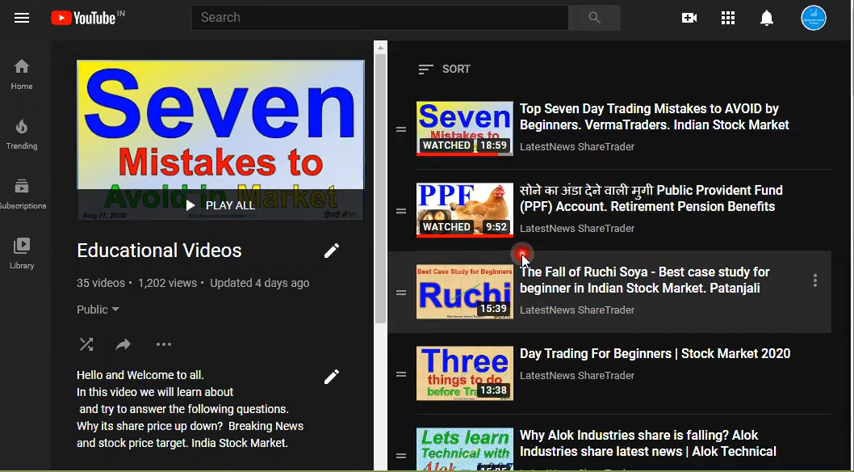 YouTube IN
Search
Home
Trending
Subscriptions
Library
Seven
Mistakes to
Avoid in Market
Aug 11, 2020
PLAY ALL
Educational Videos
35 videos • 1,202 views • Updated 4 days ago
Public
Hello and Welcome to all.
In this video we will learn about
and try to answer the following questions.
Why its share price up down? Breaking News
and stock price target. India Stock Market.
SORT
Seven
Mistakes to
WATCHED 18:59
Top Seven Day Trading Mistakes to AVOID by
Beginners. VermaTraders. Indian Stock Market
LatestNews ShareTrader
PPF
WATCHED 9:52
सोने का अंडा देने वाली मुर्गी Public Provident Fund
(PPF) Account. Retirement Pension Benefits
LatestNews ShareTrader
Best Case Study for Beginners
Ruchi
15:39
The Fall of Ruchi Soya - Best case study for
beginner in Indian Stock Market. Patanjali
LatestNews ShareTrader
Three
things to do
before Tr
13:38
Day Trading For Beginners | Stock Market 2020
LatestNews ShareTrader
Lets learn
Technical with
Alok
Why Alok Industries share is falling? Alok
Industries share latest news | Alok Technical